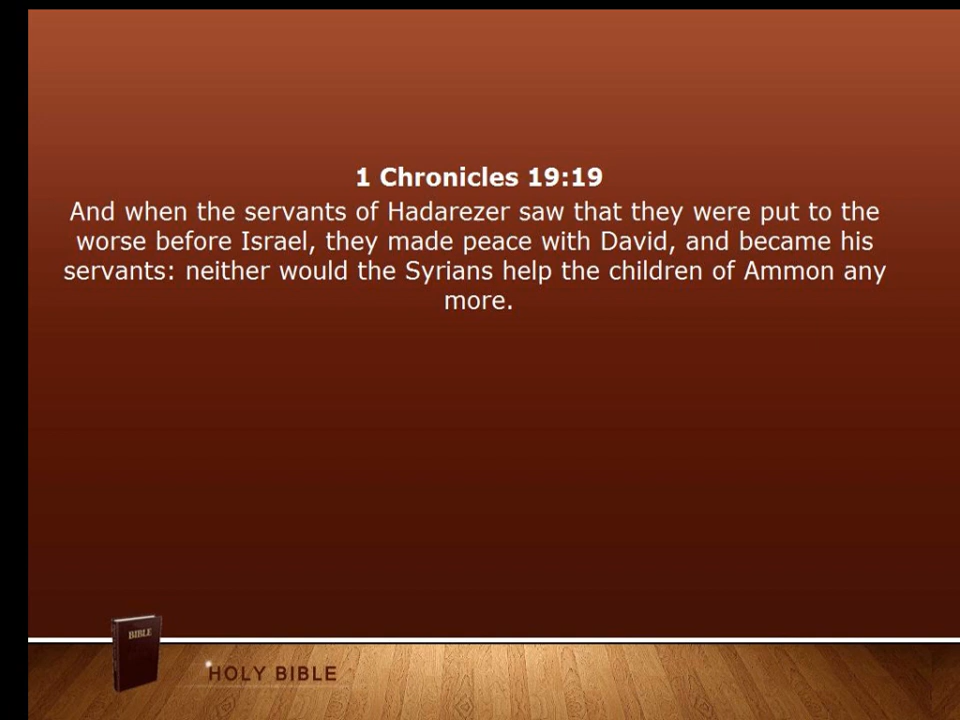 1 Chronicles 19:19
And when the servants of Hadarezer saw that they were put to the
worse before Israel, they made peace with David, and became his
servants: neither would the Syrians help the children of Ammon any
more.
BIBLE
HOLY BIBLE